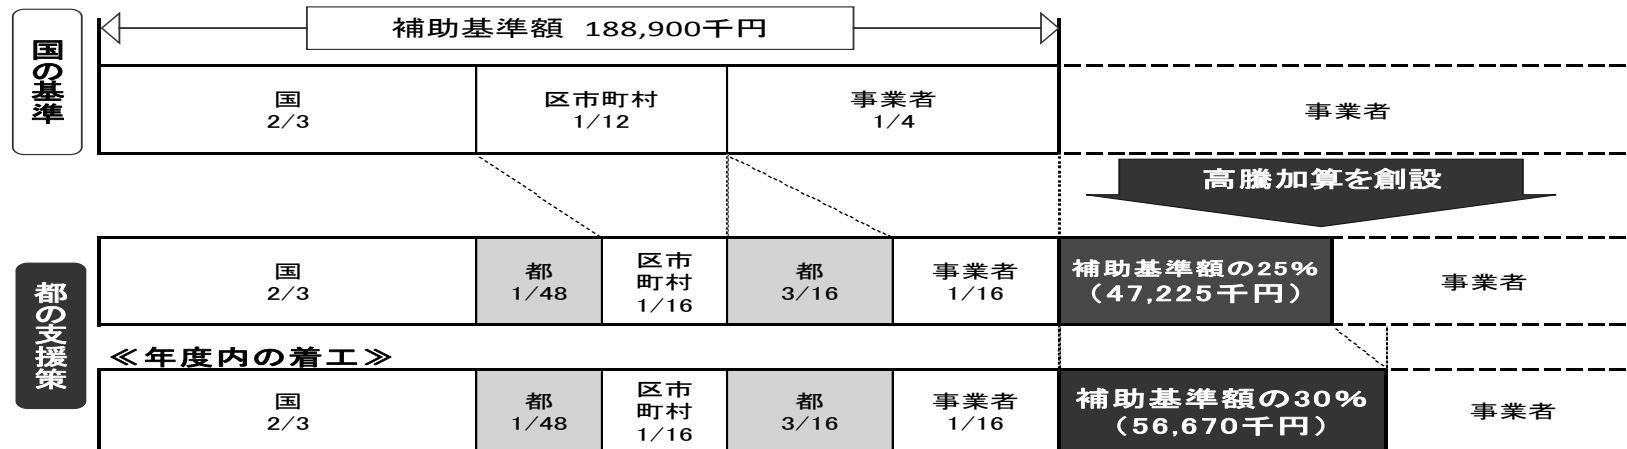 補助基準額 188,900千円
国の基準
国
2/3
区市町村
1/12
事業者
1/4
事業者
高騰加算を創設
都の支援策
国
2/3
都
1/48
区市
町村
1/16
都
3/16
事業者
1/16
補助基準額の25%
（47,225千円）
事業者
≪年度内の着工≫
国
2/3
都
1/48
区市
町村
1/16
都
3/16
事業者
1/16
補助基準額の30%
（56,670千円）
事業者